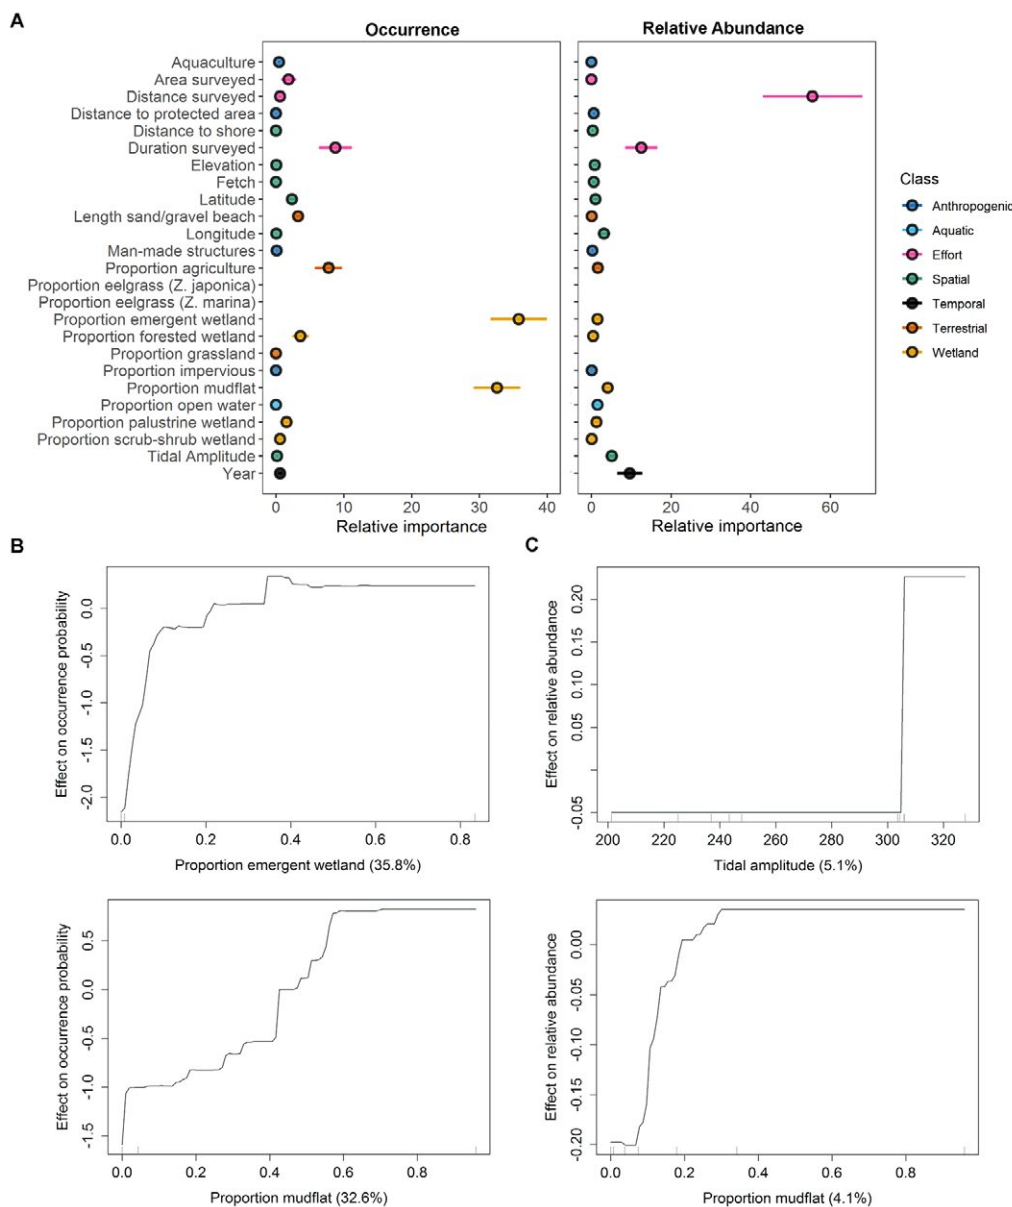 A
Occurrence
Relative Abundance
Aquaculture
Area surveyed
Distance surveyed
Distance to protected area
Distance to shore
Duration surveyed
Elevation
Fetch
Latitude
Length sand/gravel beach
Longitude
Man-made structures
Proportion agriculture
Proportion eelgrass (Z. japonica)
Proportion eelgrass (Z. marina)
Proportion emergent wetland
Proportion forested wetland
Proportion grassland
Proportion impervious
Proportion mudflat
Proportion open water
Proportion palustrine wetland
Proportion scrub-shrub wetland
Tidal Amplitude
Year
0 10 20 30 40
Relative importance
0 20 40 60
Relative importance
Class
Anthropogenic
Aquatic
Effort
Spatial
Temporal
Terrestrial
Wetland
B
Effect on occurrence probability
0.0
-0.5
-1.0
-1.5
-2.0
0.0 0.2 0.4 0.6 0.8
Proportion emergent wetland (35.8%)
C
Effect on relative abundance
0.20
0.15
0.10
0.05
-0.05
200 220 240 260 280 300 320
Tidal amplitude (5.1%)
Effect on occurrence probability
0.5
0.0
-0.5
-1.0
-1.5
0.0 0.2 0.4 0.6 0.8
Proportion mudflat (32.6%)
Effect on relative abundance
0.00
-0.05
-0.10
-0.15
-0.20
0.0 0.2 0.4 0.6 0.8
Proportion mudflat (4.1%)